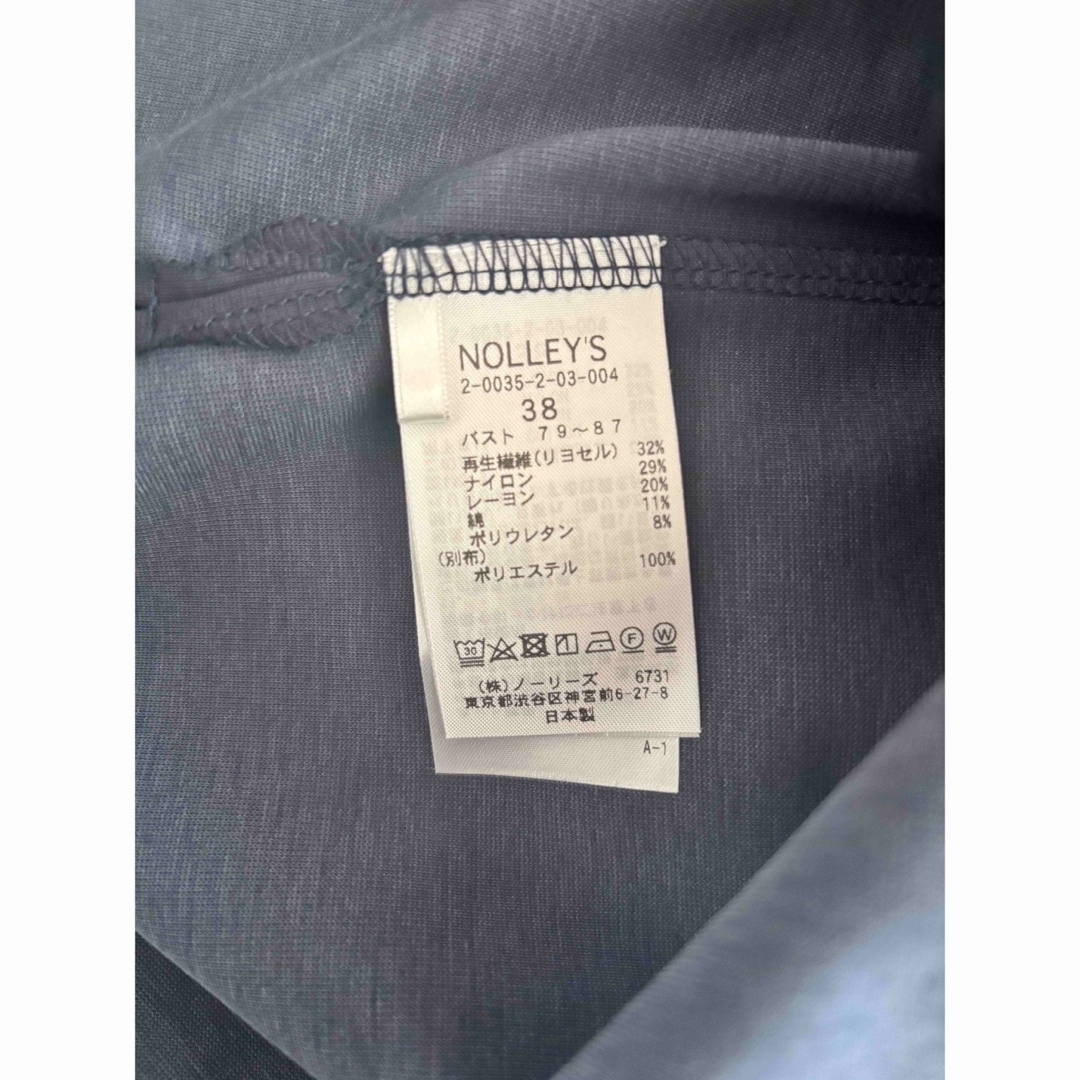 NOLLEY'S
2-0035-2-03-004
38
バスト 79～87
再生繊維(リヨセル) 32%
ナイロン 29%
レーヨン 20%
綿 11%
ポリウレタン 8%
(別布)
ポリエステル 100%
30 F W
(株)ノーリーズ 6731
東京都渋谷区神宮前6-27-8
日本製
A-1